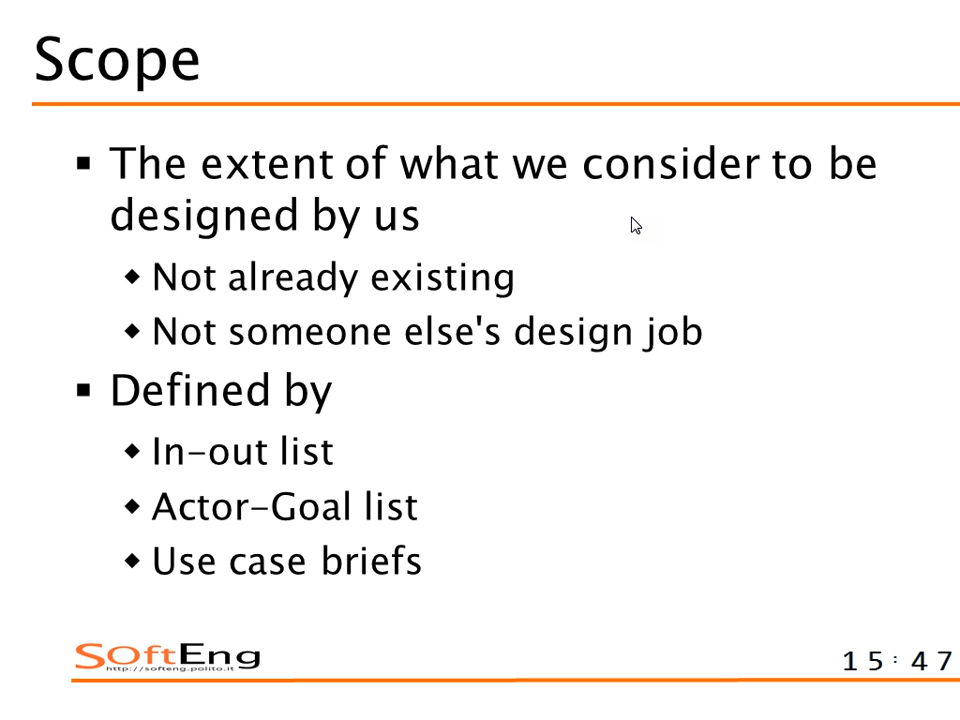 Scope
▪ The extent of what we consider to be
designed by us
◆ Not already existing
◆ Not someone else's design job
▪ Defined by
◆ In-out list
◆ Actor-Goal list
◆ Use case briefs
SOftEng
http://softeng.polito.it
15:47